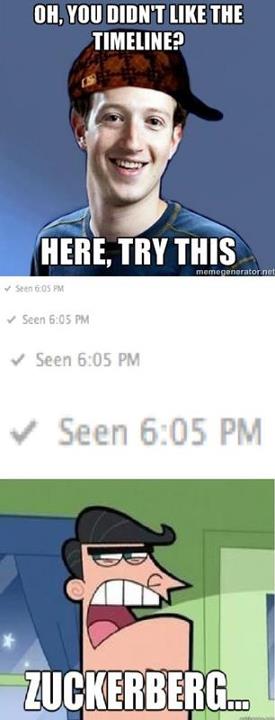 OH, YOU DIDN'T LIKE THE
TIMELINE?
HERE, TRY THIS
memegenerator.net
✓ Seen 6:05 PM
✓ Seen 6:05 PM
✓ Seen 6:05 PM
✓ Seen 6:05 PM
ZUCKERBERG...